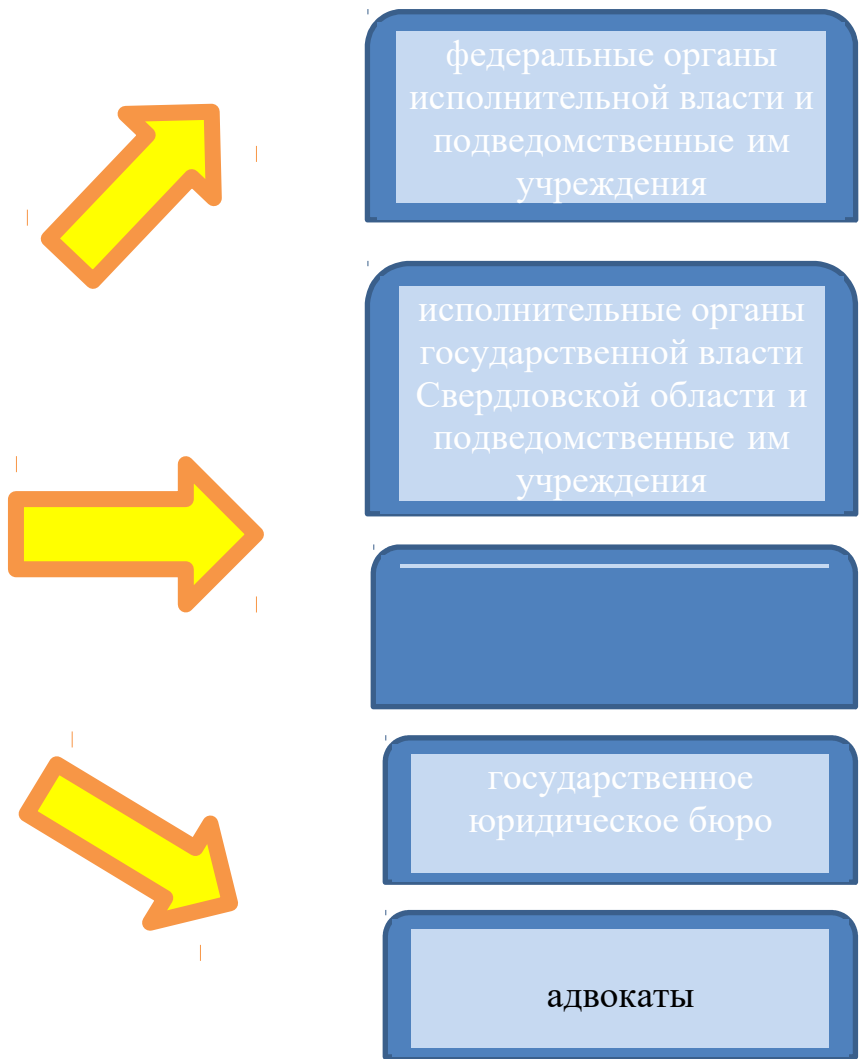 федеральные органы
исполнительной власти и
подведомственные им
учреждения
исполнительные органы
государственной власти
Свердловской области и
подведомственные им
учреждения
государственное
юридическое бюро
адвокаты